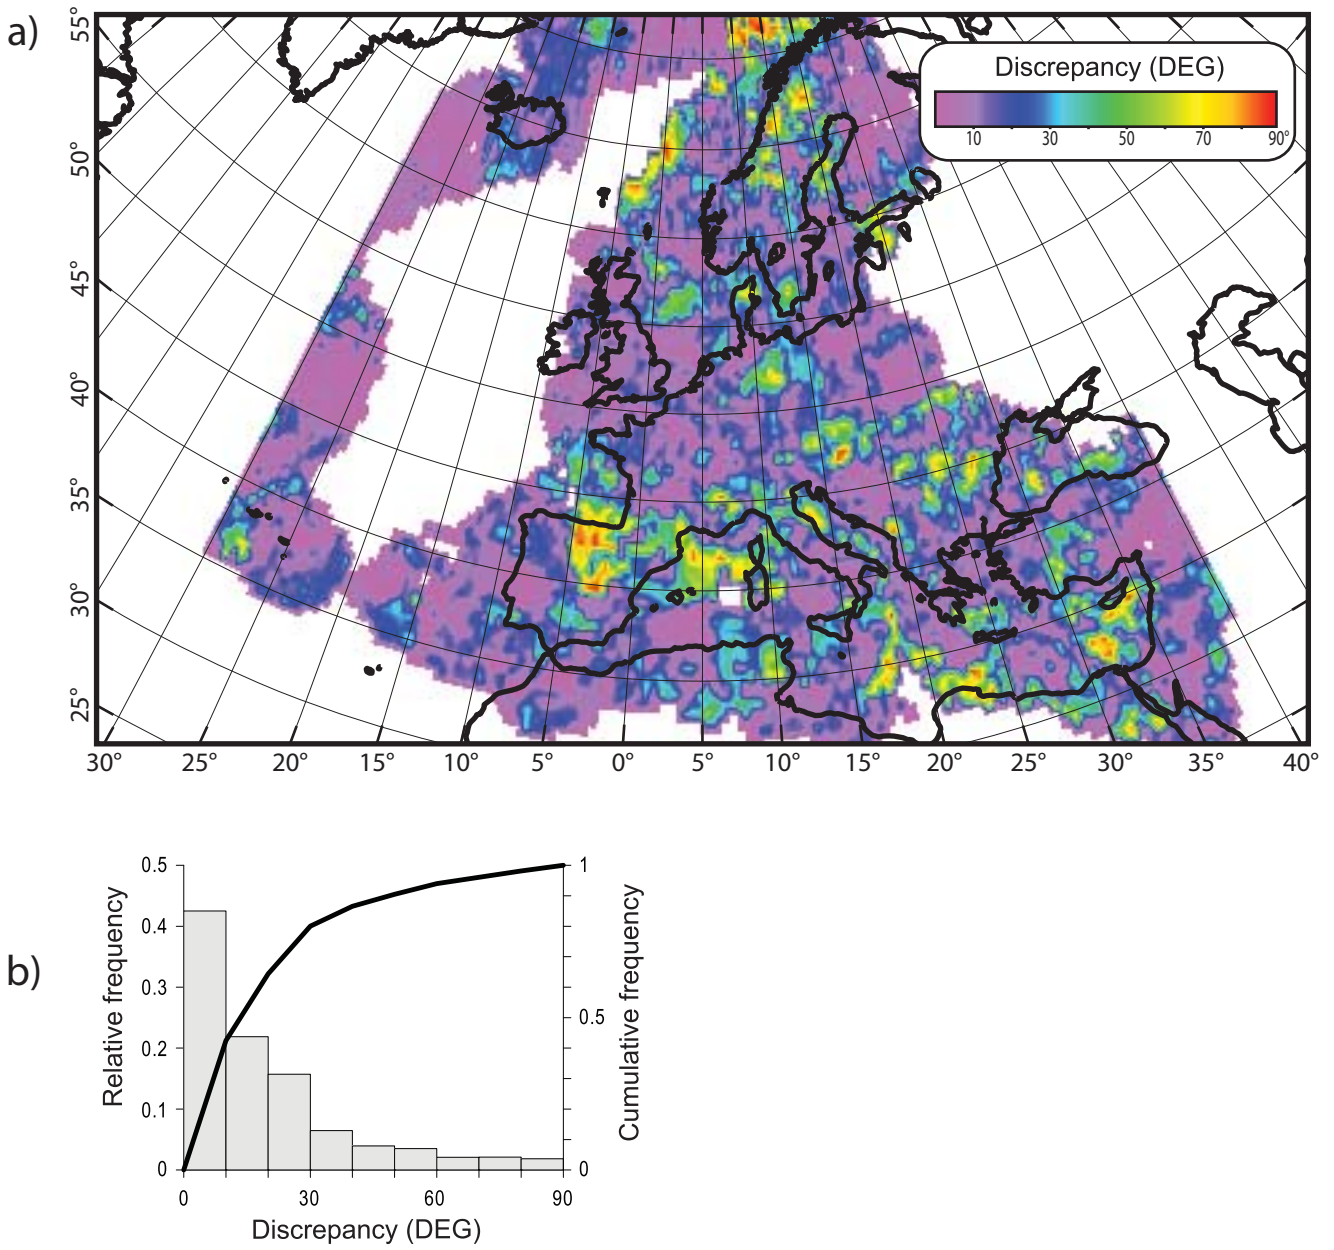 a)
55°
50°
45°
40°
35°
30°
25°
Discrepancy (DEG)
10 30 50 70 90°
30° 25° 20° 15° 10° 5° 0° 5° 10° 15° 20° 25° 30° 35° 40°
b)
Relative frequency
0.5
0.4
0.3
0.2
0.1
0
1
0.5
0
Cumulative frequency
0 30 60 90
Discrepancy (DEG)